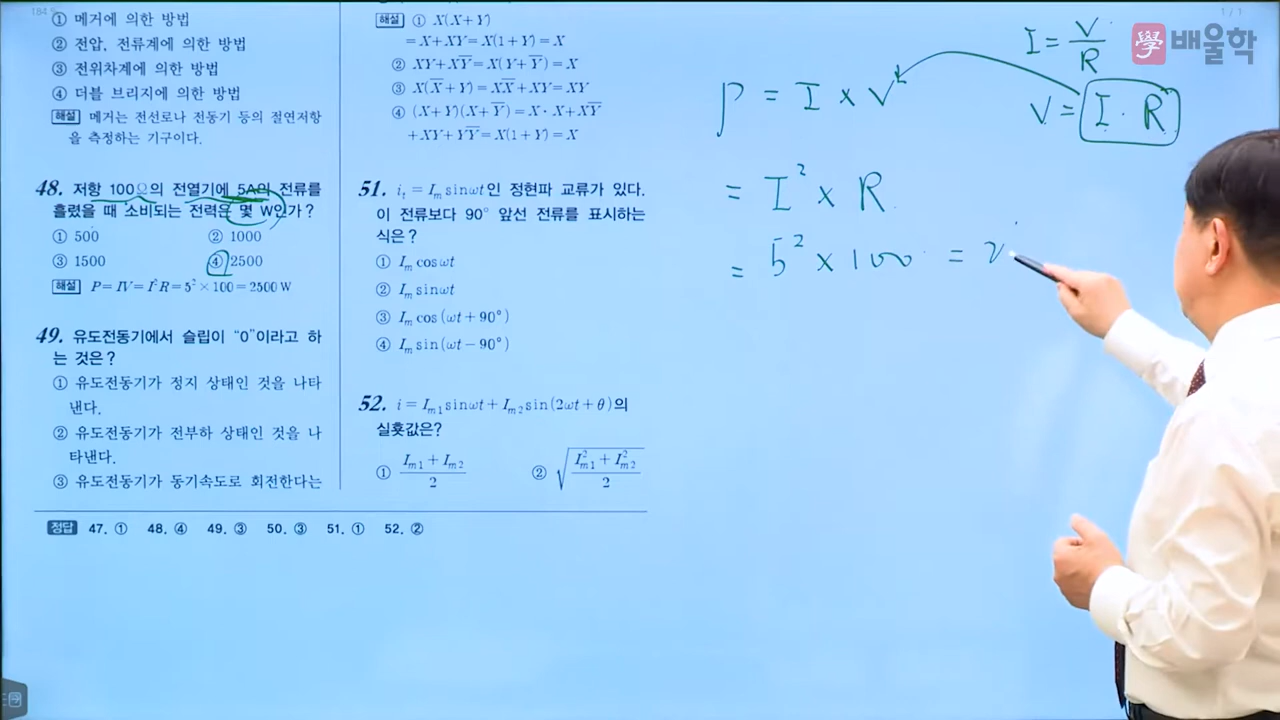 184
① 메거에 의한 방법
② 전압, 전류계에 의한 방법
③ 전위차계에 의한 방법
④ 더블 브리지에 의한 방법
해설 메거는 전선로나 전동기 등의 절연저항
을 측정하는 기구이다.
48. 저항 100Ω의 전열기에 5A의 전류를
흘렸을 때 소비되는 전력은 몇 W인가?
① 500 ② 1000
③ 1500 ④ 2500
해설 P=IV=I²R=5²×100=2500 W
49. 유도전동기에서 슬립이 "0"이라고 하
는 것은?
① 유도전동기가 정지 상태인 것을 나타
낸다.
② 유도전동기가 전부하 상태인 것을 나
타낸다.
③ 유도전동기가 동기속도로 회전한다는
해설 ① X(X+Y)
=X+XY=X(1+Y)=X
② XY+XY̅=X(Y+Y̅)=X
③ X(X̅+Y)=XX̅+XY=XY
④ (X+Y)(X+Y̅)=X·X+XY̅
+XY+YY̅=X(1+Y)=X
51. i₁=Iₘ sinωt인 정현파 교류가 있다.
이 전류보다 90° 앞선 전류를 표시하는
식은?
① Iₘ cosωt
② Iₘ sinωt
③ Iₘ cos(ωt+90°)
④ Iₘ sin(ωt-90°)
52. i=Iₘ₁sinωt+Iₘ₂sin(2ωt+θ)의
실횻값은?
① (Iₘ₁+Iₘ₂)/2 ② √((I²ₘ₁+I²ₘ₂)/2)
정답 47. ① 48. ④ 49. ③ 50. ③ 51. ① 52. ②
1/1
學 배울학
I=V/R
V=I·R
P=I×V
=I²×R
=5²×100=2